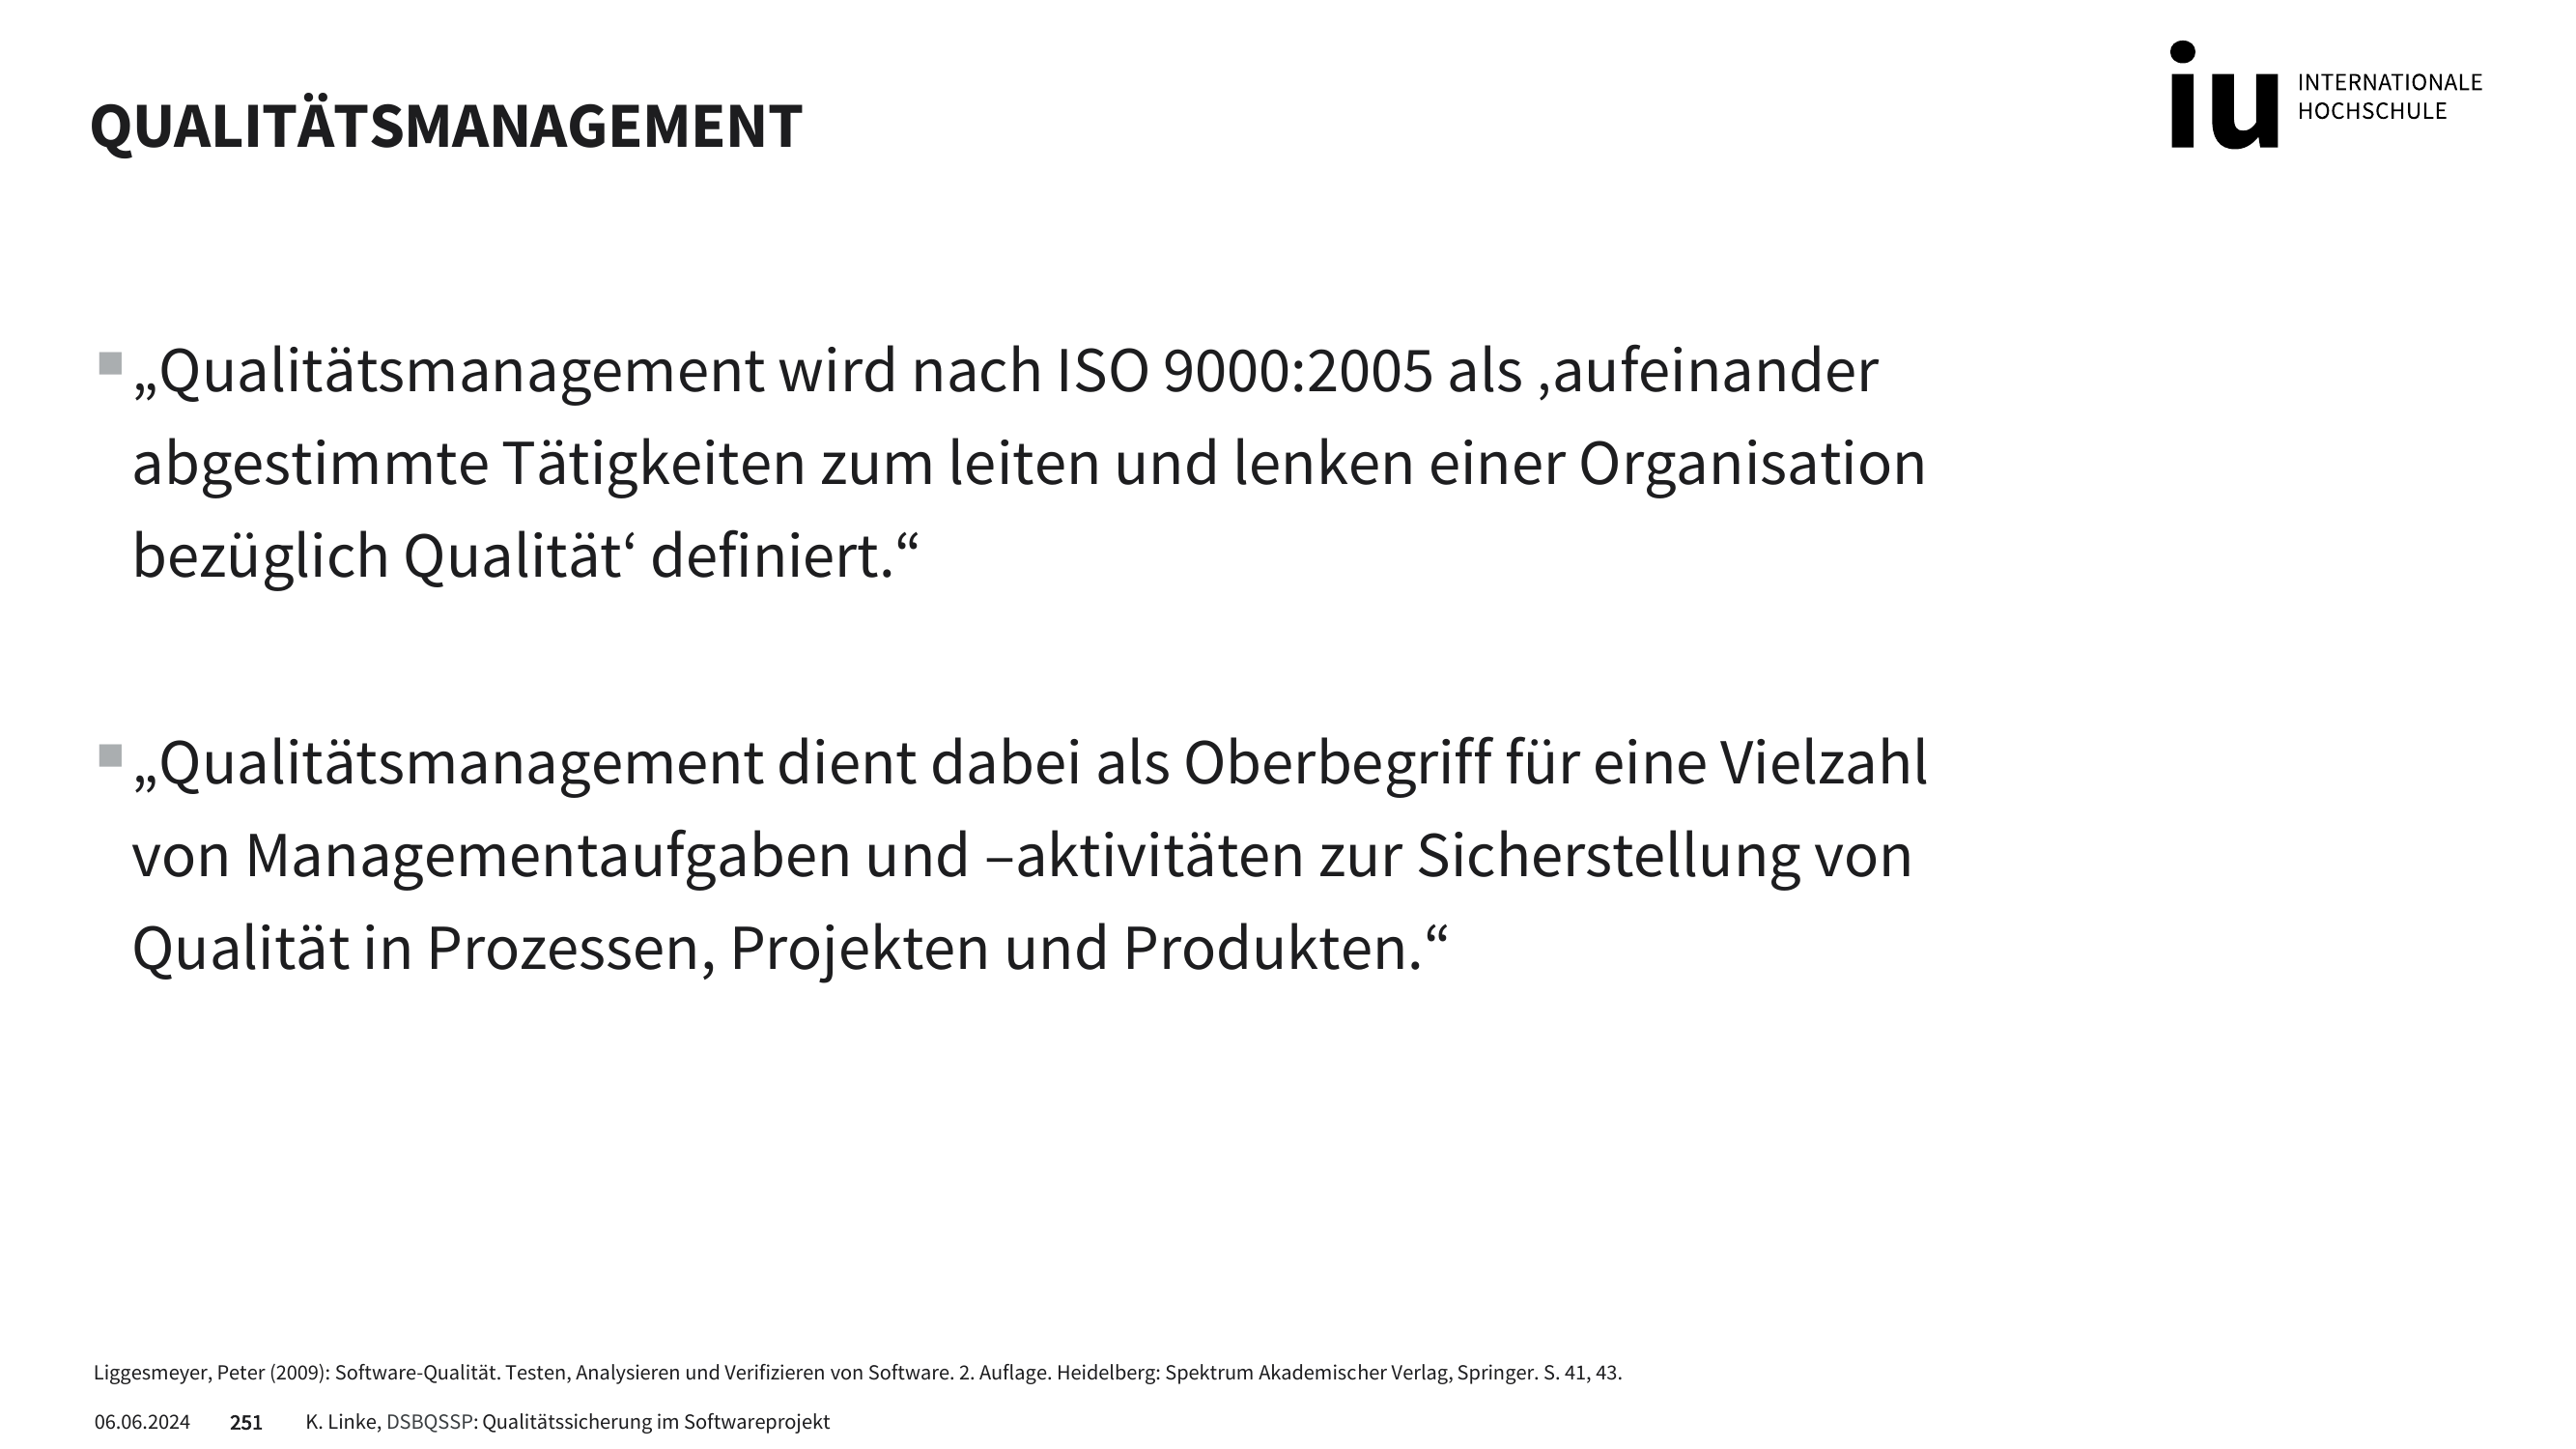 QUALITÄTSMANAGEMENT
iu INTERNATIONALE
HOCHSCHULE
„Qualitätsmanagement wird nach ISO 9000:2005 als ‚aufeinander
abgestimmte Tätigkeiten zum leiten und lenken einer Organisation
bezüglich Qualität‘ definiert.“
„Qualitätsmanagement dient dabei als Oberbegriff für eine Vielzahl
von Managementaufgaben und –aktivitäten zur Sicherstellung von
Qualität in Prozessen, Projekten und Produkten.“
Liggesmeyer, Peter (2009): Software-Qualität. Testen, Analysieren und Verifizieren von Software. 2. Auflage. Heidelberg: Spektrum Akademischer Verlag, Springer. S. 41, 43.
06.06.2024 251 K. Linke, DSBQSSP: Qualitätssicherung im Softwareprojekt